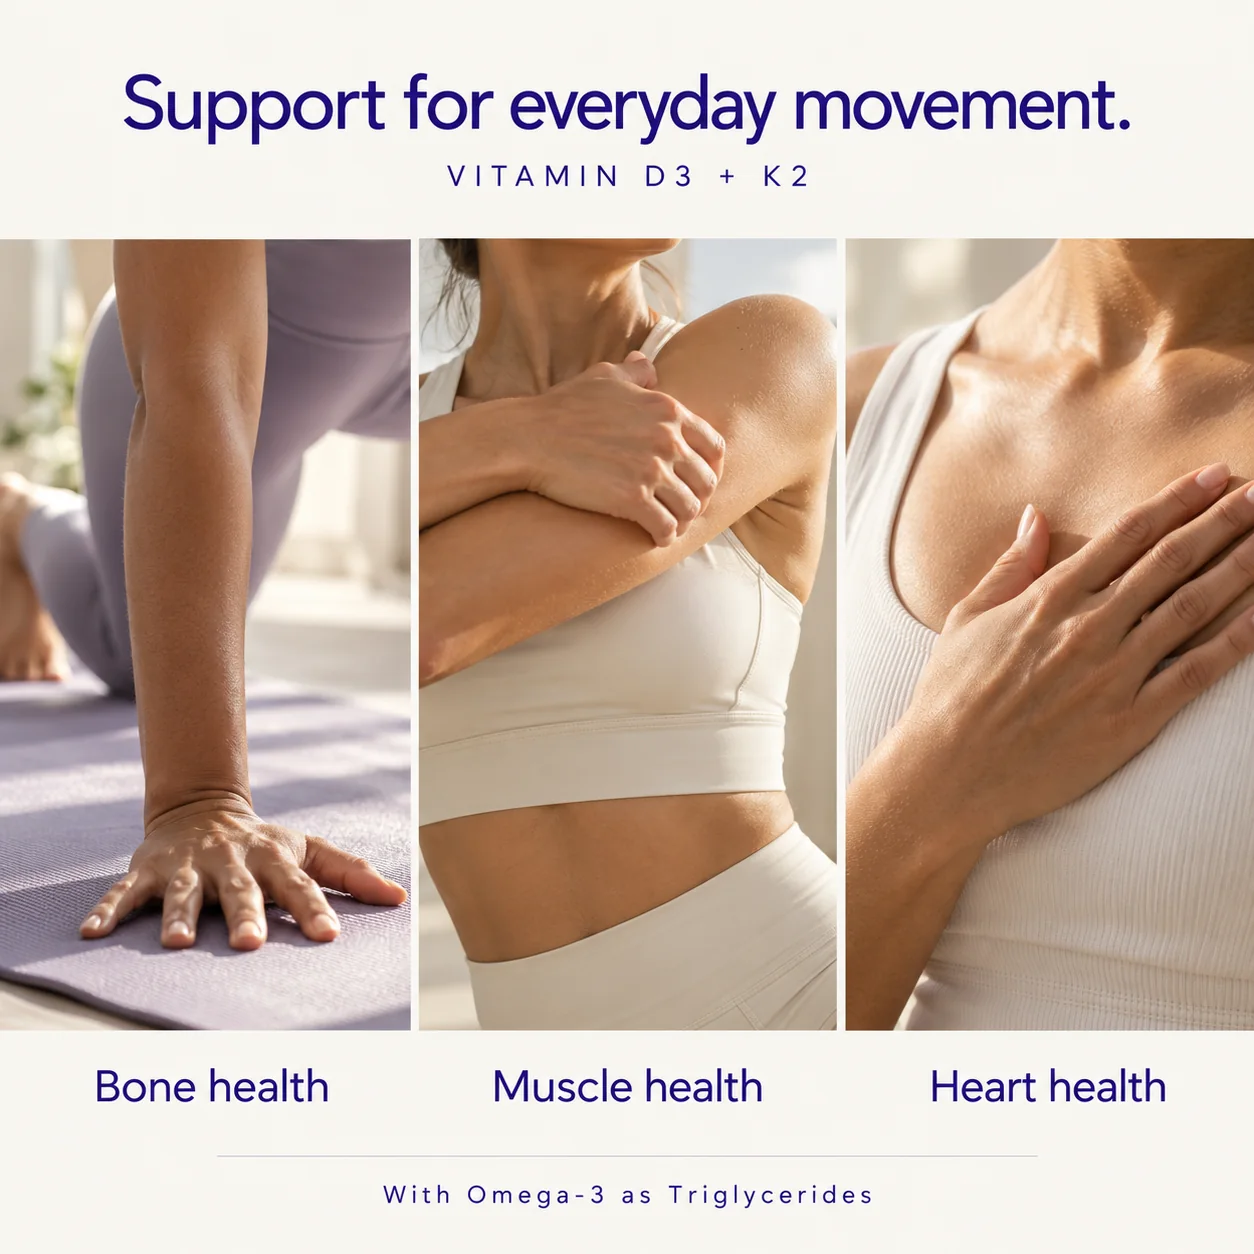 Support for everyday movement.
VITAMIN D3 + K2
Bone health
Muscle health
Heart health
With Omega-3 as Triglycerides